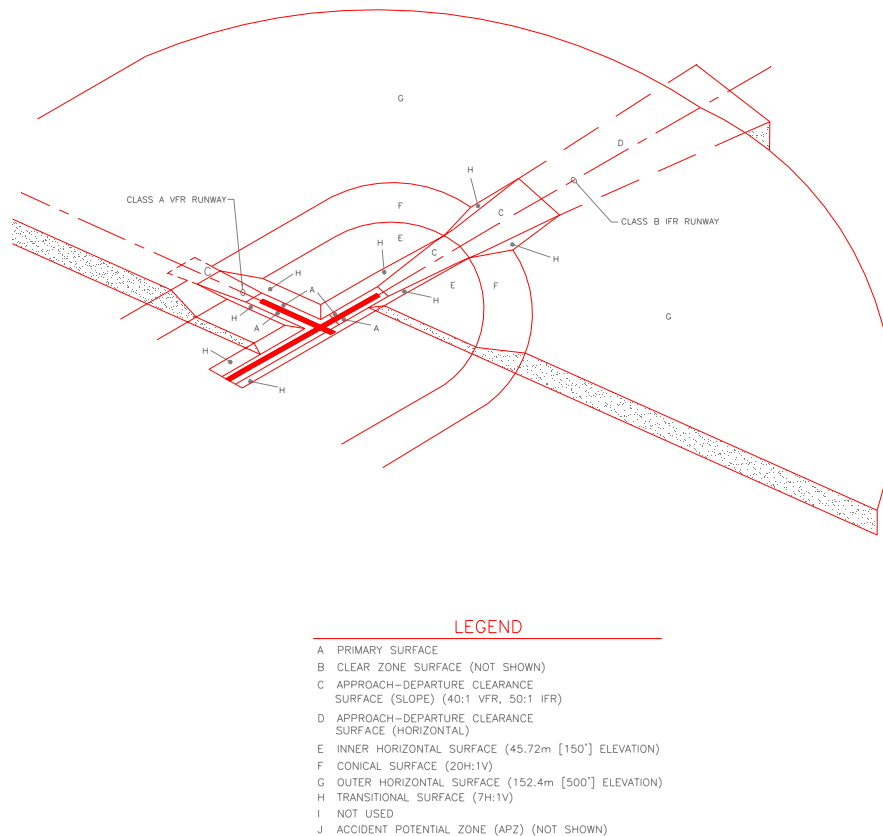 G
D
H
CLASS A VFR RUNWAY
F
C
CLASS B IFR RUNWAY
E
H
C
H
C
H
E
F
H
A
H
G
A
A
H
H
LEGEND
A PRIMARY SURFACE
B CLEAR ZONE SURFACE (NOT SHOWN)
C APPROACH–DEPARTURE CLEARANCE
SURFACE (SLOPE) (40:1 VFR, 50:1 IFR)
D APPROACH–DEPARTURE CLEARANCE
SURFACE (HORIZONTAL)
E INNER HORIZONTAL SURFACE (45.72m [150'] ELEVATION)
F CONICAL SURFACE (20H:1V)
G OUTER HORIZONTAL SURFACE (152.4m [500'] ELEVATION)
H TRANSITIONAL SURFACE (7H:1V)
I NOT USED
J ACCIDENT POTENTIAL ZONE (APZ) (NOT SHOWN)